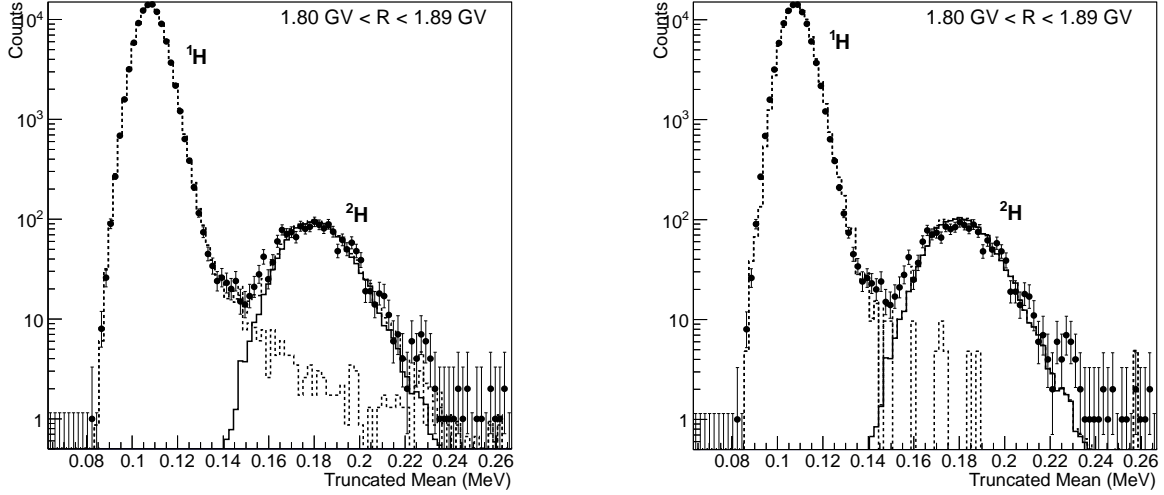 1.80 GV < R < 1.89 GV
Counts
10⁴
10³
10²
10
1
¹H
²H
0.08 0.1 0.12 0.14 0.16 0.18 0.2 0.22 0.24 0.26
Truncated Mean (MeV)
1.80 GV < R < 1.89 GV
Counts
10⁴
10³
10²
10
1
¹H
²H
0.08 0.1 0.12 0.14 0.16 0.18 0.2 0.22 0.24 0.26
Truncated Mean (MeV)